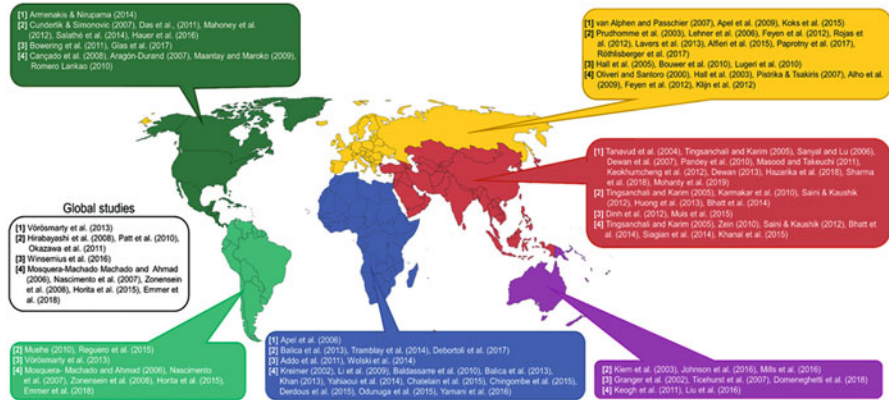 [1] Armenakis & Nirupama (2014)
[2] Cunderlik & Simonovic (2007), Das et al., (2011), Mahoney et al.
(2012), Salathé et al. (2014), Hauer et al. (2016)
[3] Bowering et al. (2011), Glas et al. (2017)
[4] Cançado et al. (2008), Aragón-Durand (2007), Maantay and Maroko (2009),
Romero Lankao (2010)
[1] van Alphen and Passchier (2007), Apel et al. (2009), Koks et al. (2015)
[2] Prudhomme et al. (2003), Lehner et al. (2006), Feyen et al. (2012), Rojas et
al. (2012), Lavers et al. (2013), Alfieri et al. (2015), Paprotny et al. (2017),
Röthlisberger et al. (2017)
[3] Hall et al. (2005), Bouwer et al. (2010), Lugeri et al. (2010)
[4] Oliveri and Santoro (2000), Hall et al. (2003), Pistrika & Tsakiris (2007), Alho et al.
(2009), Feyen et al. (2012), Klijn et al. (2012)
[1] Tanavud et al. (2004), Tingsanchali and Karim (2005), Sanyal and Lu (2006),
Dewan et al. (2007), Pandey et al. (2010), Masood and Takeuchi (2011),
Keokhumcheng et al. (2012), Dewan (2013), Hazarika et al. (2018), Sharma
et al. (2018), Mohanty et al. (2019)
[2] Tingsanchali and Karim (2005), Karmakar et al. (2010), Saini & Kaushik
(2012), Huong et al. (2013), Bhatt et al. (2014)
[3] Dinh et al. (2012), Muis et al. (2015)
[4] Tingsanchali and Karim (2005), Zein (2010), Saini & Kaushik (2012), Bhatt
et al. (2014), Siagian et al. (2014), Khanal et al. (2015)
Global studies
[1] Vörösmarty et al. (2013)
[2] Hirabayashi et al. (2008), Patt et al. (2010),
Okazawa et al. (2011)
[3] Winsemius et al. (2016)
[4] Mosquera-Machado Machado and Ahmad
(2006), Nascimento et al. (2007), Zonensein
et al. (2008), Horita et al. (2015), Emmer
et al. (2018)
[2] Muehe (2010), Reguero et al. (2015)
[3] Vörösmarty et al. (2013)
[4] Mosquera- Machado and Ahmad (2006), Nascimento
et al. (2007), Zonensein et al. (2008), Horita et al. (2015),
Emmer et al. (2018)
[1] Apel et al. (2006)
[2] Balica et al. (2013), Tramblay et al. (2014), Debortoli et al. (2017)
[3] Addo et al. (2011), Wolski et al. (2014)
[4] Kreimer (2002), Li et al. (2009), Baldassarre et al. (2010), Balica et al. (2013),
Khan (2013), Yahiaoui et al. (2014), Chatelain et al. (2015), Chingombe et al. (2015),
Derdous et al. (2015), Odunuga et al. (2015), Yamani et al. (2016)
[2] Kiem et al. (2003), Johnson et al. (2016), Mills et al. (2016)
[3] Granger et al. (2002), Ticehurst et al. (2007), Domeneghetti et al. (2018)
[4] Keogh et al. (2011), Liu et al. (2016)